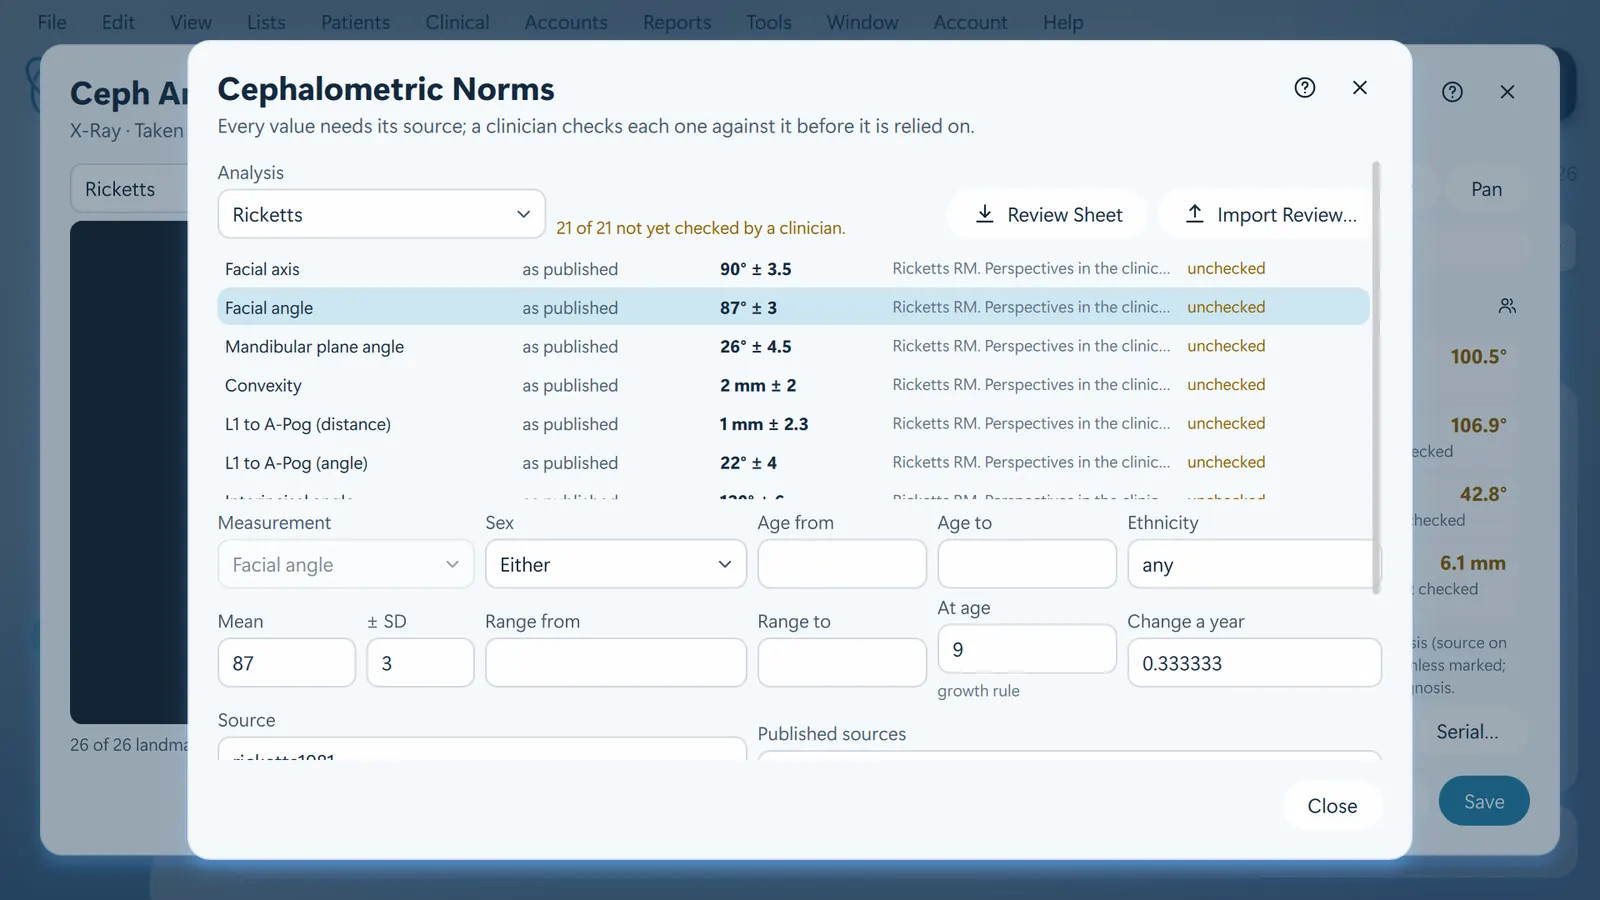 File Edit View Lists Patients Clinical Accounts Reports Tools Window Account Help
Ceph
X-Ray · Taken
Ricketts
26 of 26
Cephalometric Norms
Every value needs its source; a clinician checks each one against it before it is relied on.
Analysis
Ricketts
21 of 21 not yet checked by a clinician.
Review Sheet
Import Review...
Facial axis as published 90° ± 3.5 Ricketts RM. Perspectives in the clinic... unchecked
Facial angle as published 87° ± 3 Ricketts RM. Perspectives in the clinic... unchecked
Mandibular plane angle as published 26° ± 4.5 Ricketts RM. Perspectives in the clinic... unchecked
Convexity as published 2 mm ± 2 Ricketts RM. Perspectives in the clinic... unchecked
L1 to A-Pog (distance) as published 1 mm ± 2.3 Ricketts RM. Perspectives in the clinic... unchecked
L1 to A-Pog (angle) as published 22° ± 4 Ricketts RM. Perspectives in the clinic... unchecked
Measurement Sex Age from Age to Ethnicity
Facial angle Either any
Mean ± SD Range from Range to At age Change a year
87 3 9 0.333333
growth rule
Source Published sources
Close
Pan
100.5°
106.9°
42.8°
6.1 mm
checked
(source on
marked;
Serial...
Save